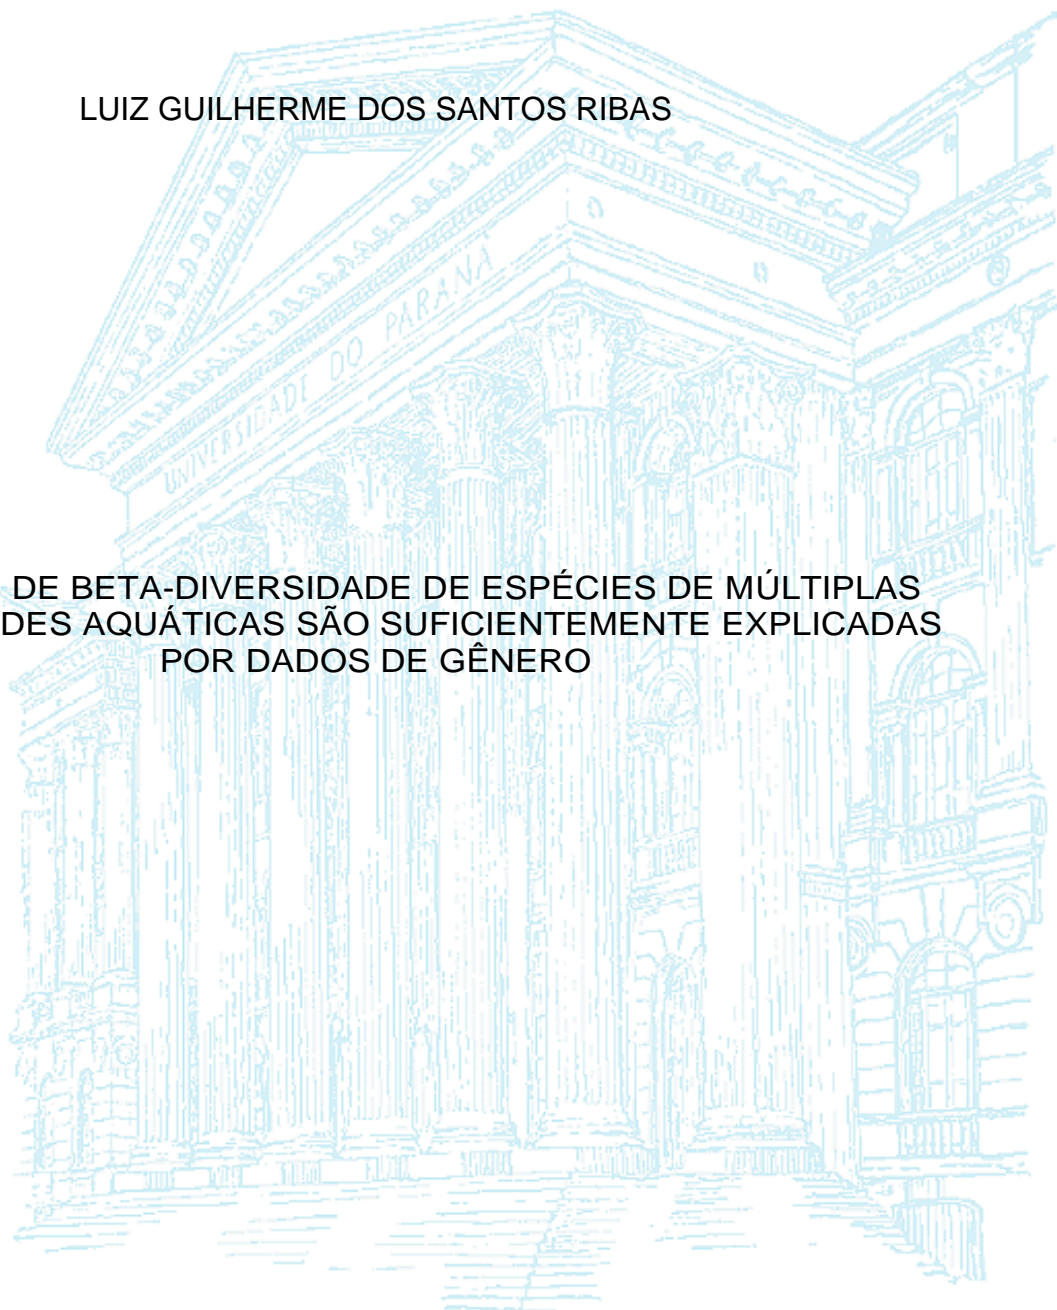 LUIZ GUILHERME DOS SANTOS RIBAS
UNIVERSIDADE DO PARANÁ
DE BETA-DIVERSIDADE DE ESPÉCIES DE MÚLTIPLAS
DES AQUÁTICAS SÃO SUFICIENTEMENTE EXPLICADAS
POR DADOS DE GÊNERO